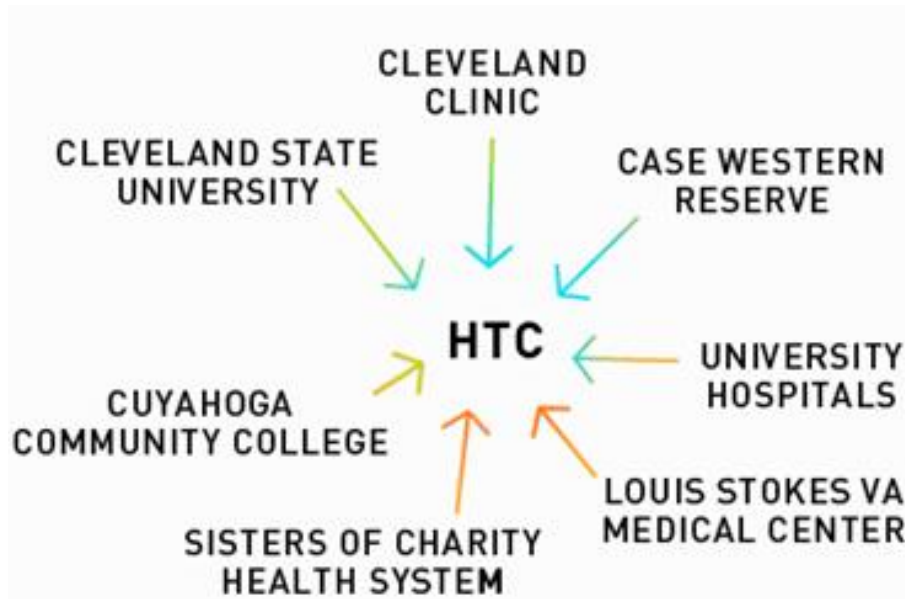 CLEVELAND
CLINIC
CLEVELAND STATE
UNIVERSITY
CASE WESTERN
RESERVE
HTC
UNIVERSITY
HOSPITALS
CUYAHOGA
COMMUNITY COLLEGE
LOUIS STOKES VA
MEDICAL CENTER
SISTERS OF CHARITY
HEALTH SYSTEM